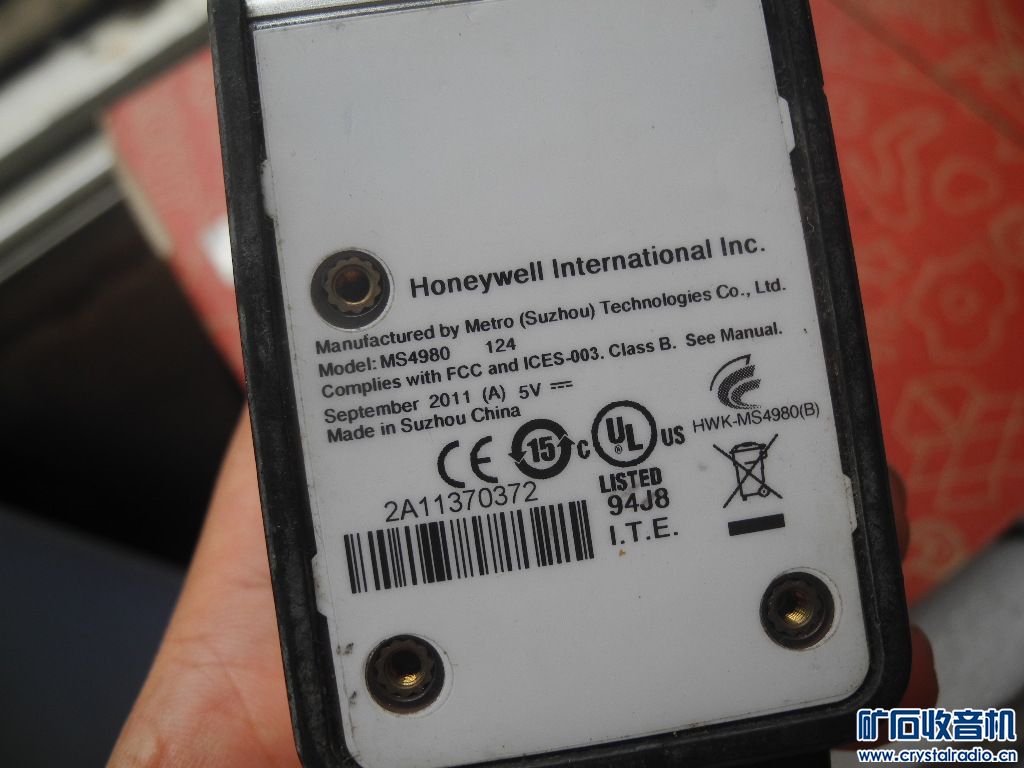 Honeywell International Inc.
Manufactured by Metro (Suzhou) Technologies Co., Ltd.
Model: MS4980 124
Complies with FCC and ICES-003. Class B. See Manual.
September 2011 (A) 5V
Made in Suzhou China
CE 15 c UL ® US
HWK-MS4980(B)
LISTED
94J8
I.T.E.
2A11370372
矿石收音机
www.crystalradio.cn